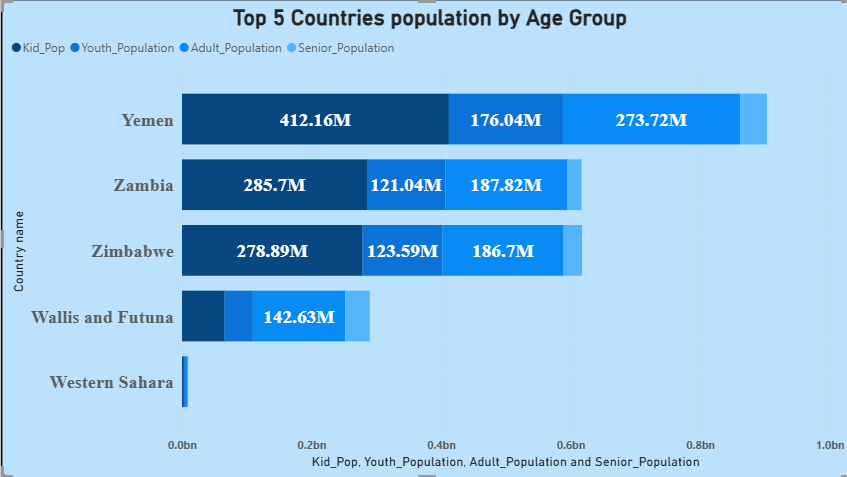 Top 5 Countries population by Age Group
Kid_Pop Youth_Population Adult_Population Senior_Population
Country name
Yemen 412.16M 176.04M 273.72M
Zambia 285.7M 121.04M 187.82M
Zimbabwe 278.89M 123.59M 186.7M
Wallis and Futuna 142.63M
Western Sahara
0.0bn 0.2bn 0.4bn 0.6bn 0.8bn 1.0bn
Kid_Pop, Youth_Population, Adult_Population and Senior_Population